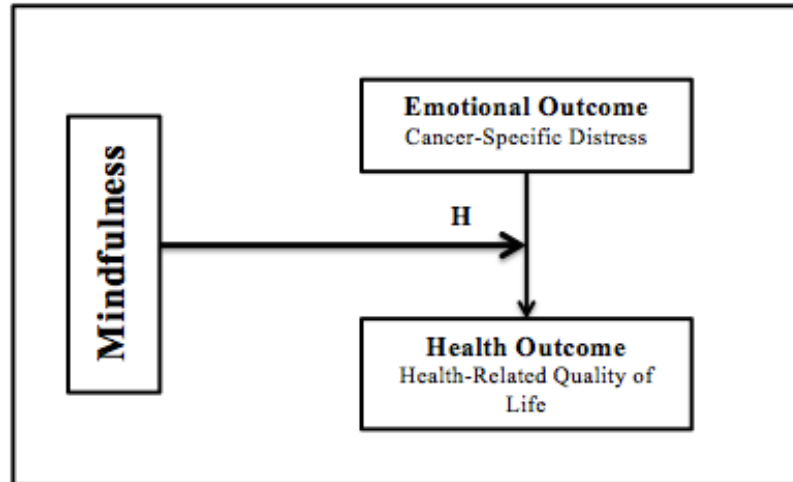 Emotional Outcome
Cancer-Specific Distress
Mindfulness
H
Health Outcome
Health-Related Quality of
Life